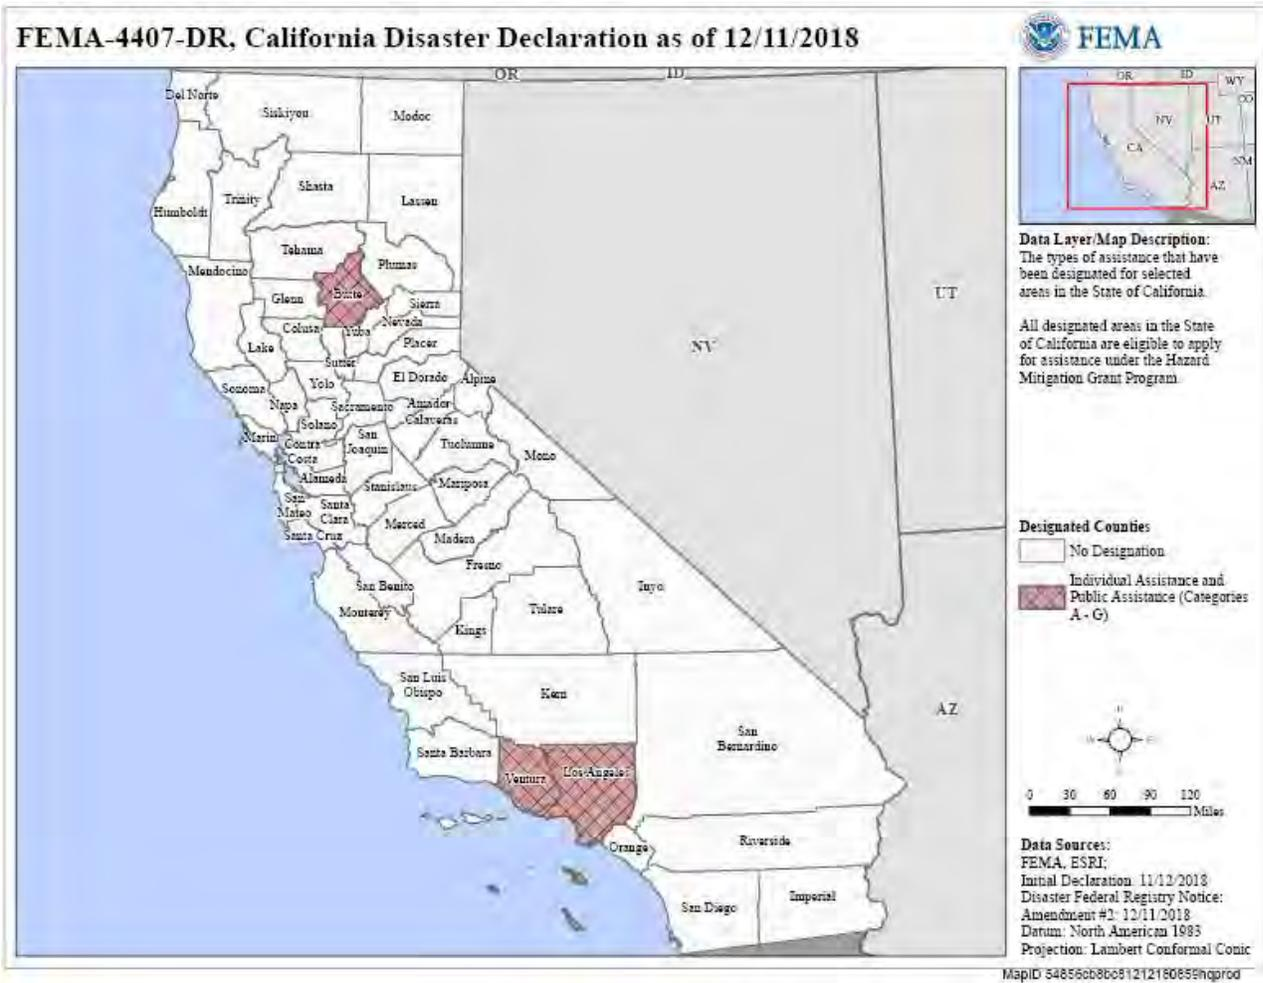 FEMA-4407-DR, California Disaster Declaration as of 12/11/2018
FEMA
OR
ID
Del Norte
Siskiyou
Modoc
Shasta
Trinity
Lassen
Humboldt
Tehama
Plumas
Mendocino
Butte
Glenn
Sierra
Nevada
Colusa
Yuba
Placer
Lake
Sutter
Yolo
El Dorado
Alpine
Sonoma
Napa
Sacramento
Amador
Calaveras
Solano
Marin
Contra
Costa
San
Joaquin
Tuolumne
Mono
Alameda
Stanislaus
Mariposa
San
Mateo
Santa
Clara
Merced
Santa Cruz
Madera
Fresno
San Benito
Inyo
Monterey
Tulare
Kings
San Luis
Obispo
Kern
San
Bernardino
Santa Barbara
Ventura
Los Angeles
Orange
Riverside
San Diego
Imperial
NV
UT
AZ
OR
ID
WY
CO
NV
UT
CA
NM
AZ
Data Layer/Map Description:
The types of assistance that have
been designated for selected
areas in the State of California.
All designated areas in the State
of California are eligible to apply
for assistance under the Hazard
Mitigation Grant Program.
Designated Counties
No Designation
Individual Assistance and
Public Assistance (Categories
A - G)
0 30 60 90 120
Miles
Data Sources:
FEMA, ESRI;
Initial Declaration: 11/12/2018
Disaster Federal Registry Notice:
Amendment #2: 12/11/2018
Datum: North American 1983
Projection: Lambert Conformal Conic